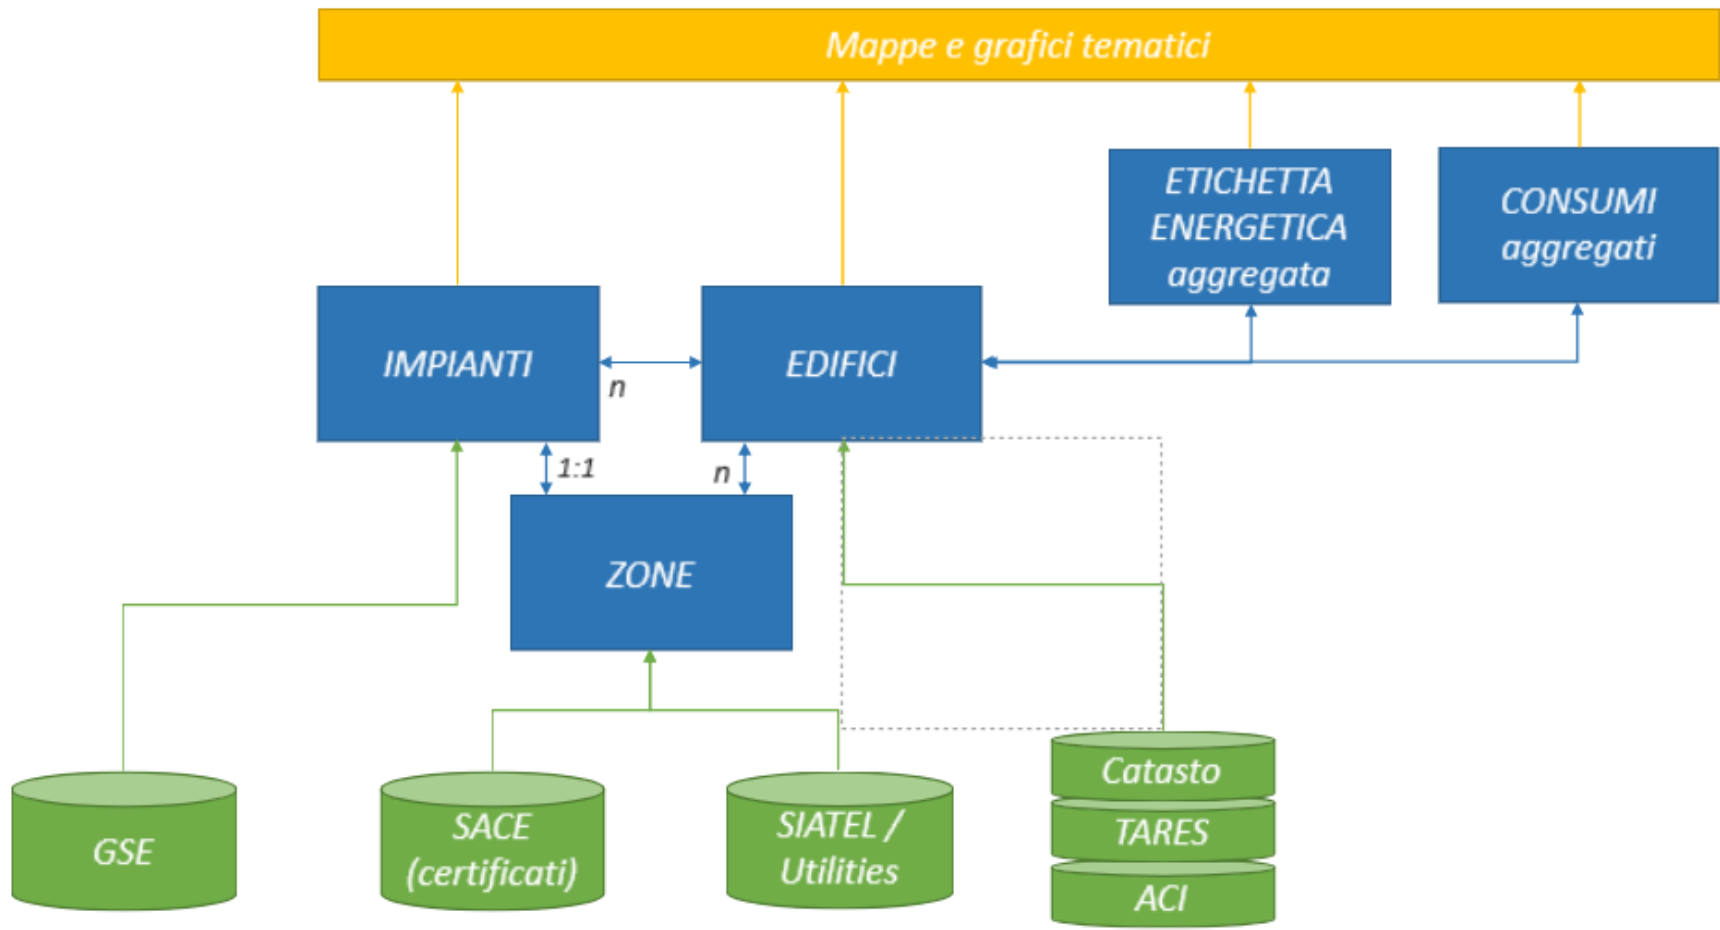 Mappe e grafici tematici
ETICHETTA
ENERGETICA
aggregata
CONSUMI
aggregati
IMPIANTI
n
EDIFICI
1:1
n
ZONE
GSE
SACE
(certificati)
SIATEL /
Utilities
Catasto
TARES
ACI